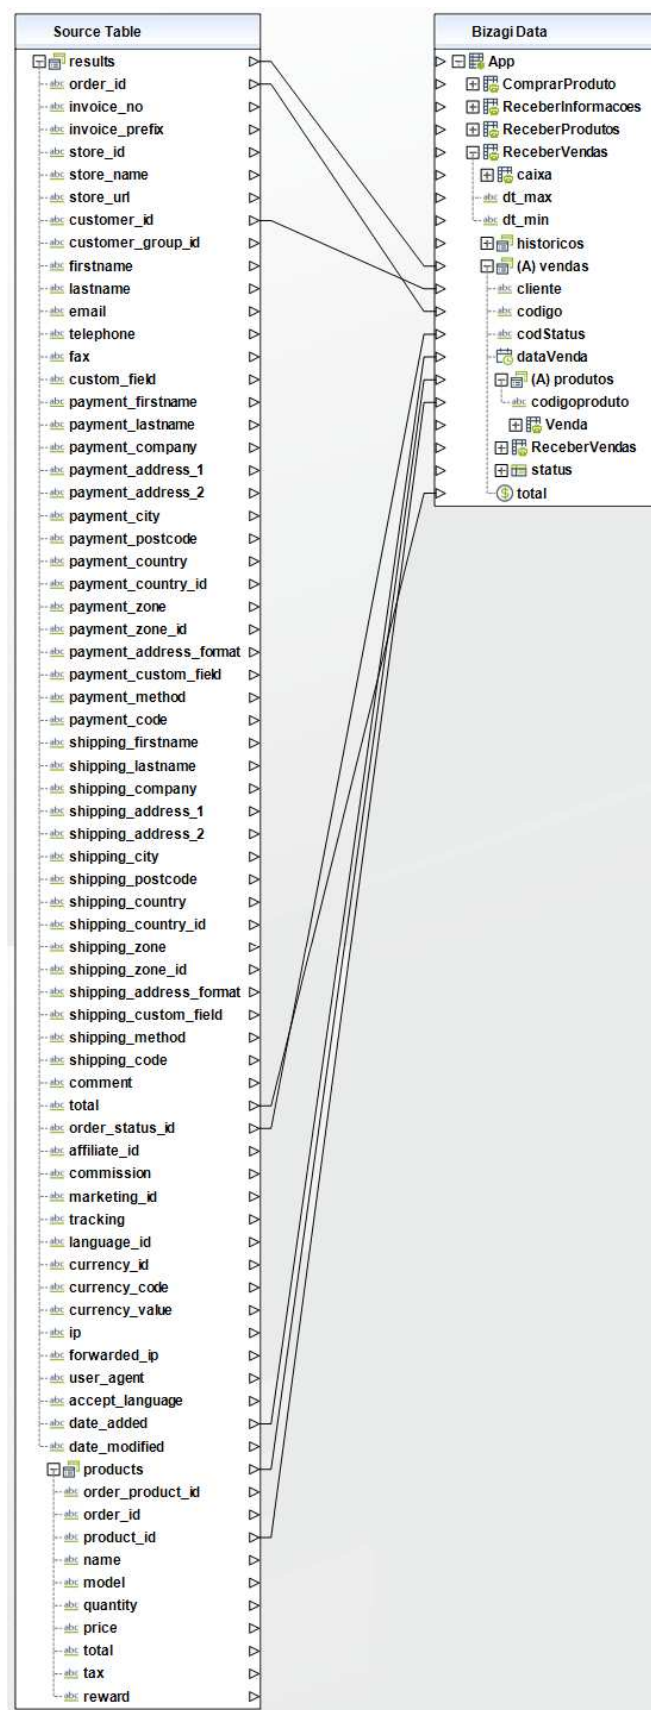 Source Table
results
order_id
invoice_no
invoice_prefix
store_id
store_name
store_url
customer_id
customer_group_id
firstname
lastname
email
telephone
fax
custom_field
payment_firstname
payment_lastname
payment_company
payment_address_1
payment_address_2
payment_city
payment_postcode
payment_country
payment_country_id
payment_zone
payment_zone_id
payment_address_format
payment_custom_field
payment_method
payment_code
shipping_firstname
shipping_lastname
shipping_company
shipping_address_1
shipping_address_2
shipping_city
shipping_postcode
shipping_country
shipping_country_id
shipping_zone
shipping_zone_id
shipping_address_format
shipping_custom_field
shipping_method
shipping_code
comment
total
order_status_id
affiliate_id
commission
marketing_id
tracking
language_id
currency_id
currency_code
currency_value
ip
forwarded_ip
user_agent
accept_language
date_added
date_modified
products
order_product_id
order_id
product_id
name
model
quantity
price
total
tax
reward
Bizagi Data
App
ComprarProduto
ReceberInformacoes
ReceberProdutos
ReceberVendas
caixa
dt_max
dt_min
historicos
(A) vendas
cliente
codigo
codStatus
dataVenda
(A) produtos
codigoproduto
Venda
ReceberVendas
status
total